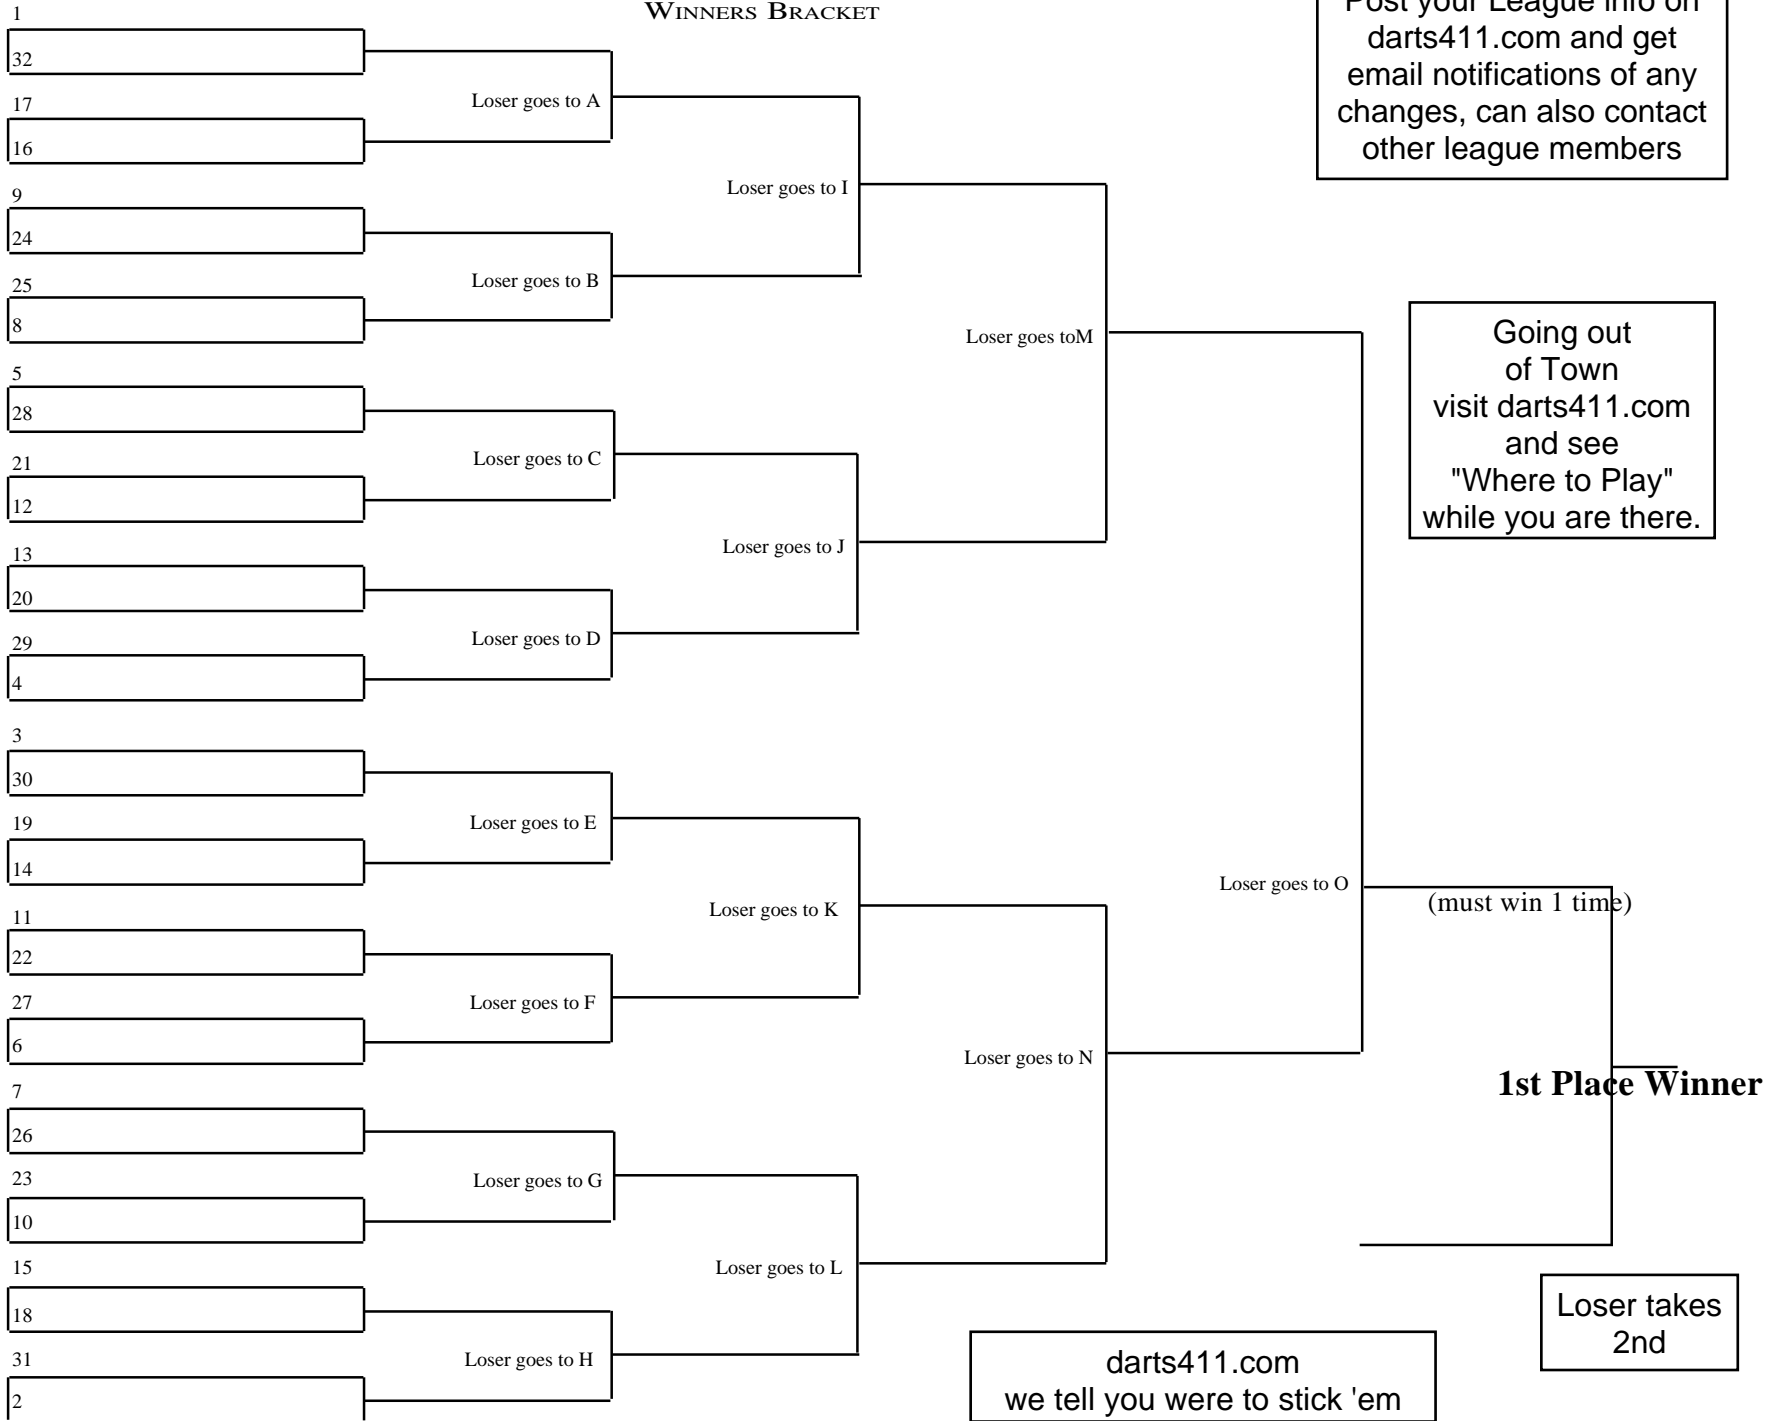 WINNERS BRACKET
1
32
17
16
9
24
25
8
5
28
21
12
13
20
29
4
3
30
19
14
11
22
27
6
7
26
23
10
15
18
31
2
Loser goes to A
Loser goes to B
Loser goes to C
Loser goes to D
Loser goes to E
Loser goes to F
Loser goes to G
Loser goes to H
Loser goes to I
Loser goes to J
Loser goes to K
Loser goes to L
Loser goes toM
Loser goes to N
Loser goes to O
(must win 1 time)
1st Place Winner
Post your League info on
darts411.com and get
email notifications of any
changes, can also contact
other league members
Going out
of Town
visit darts411.com
and see
"Where to Play"
while you are there.
Loser takes
2nd
darts411.com
we tell you were to stick 'em